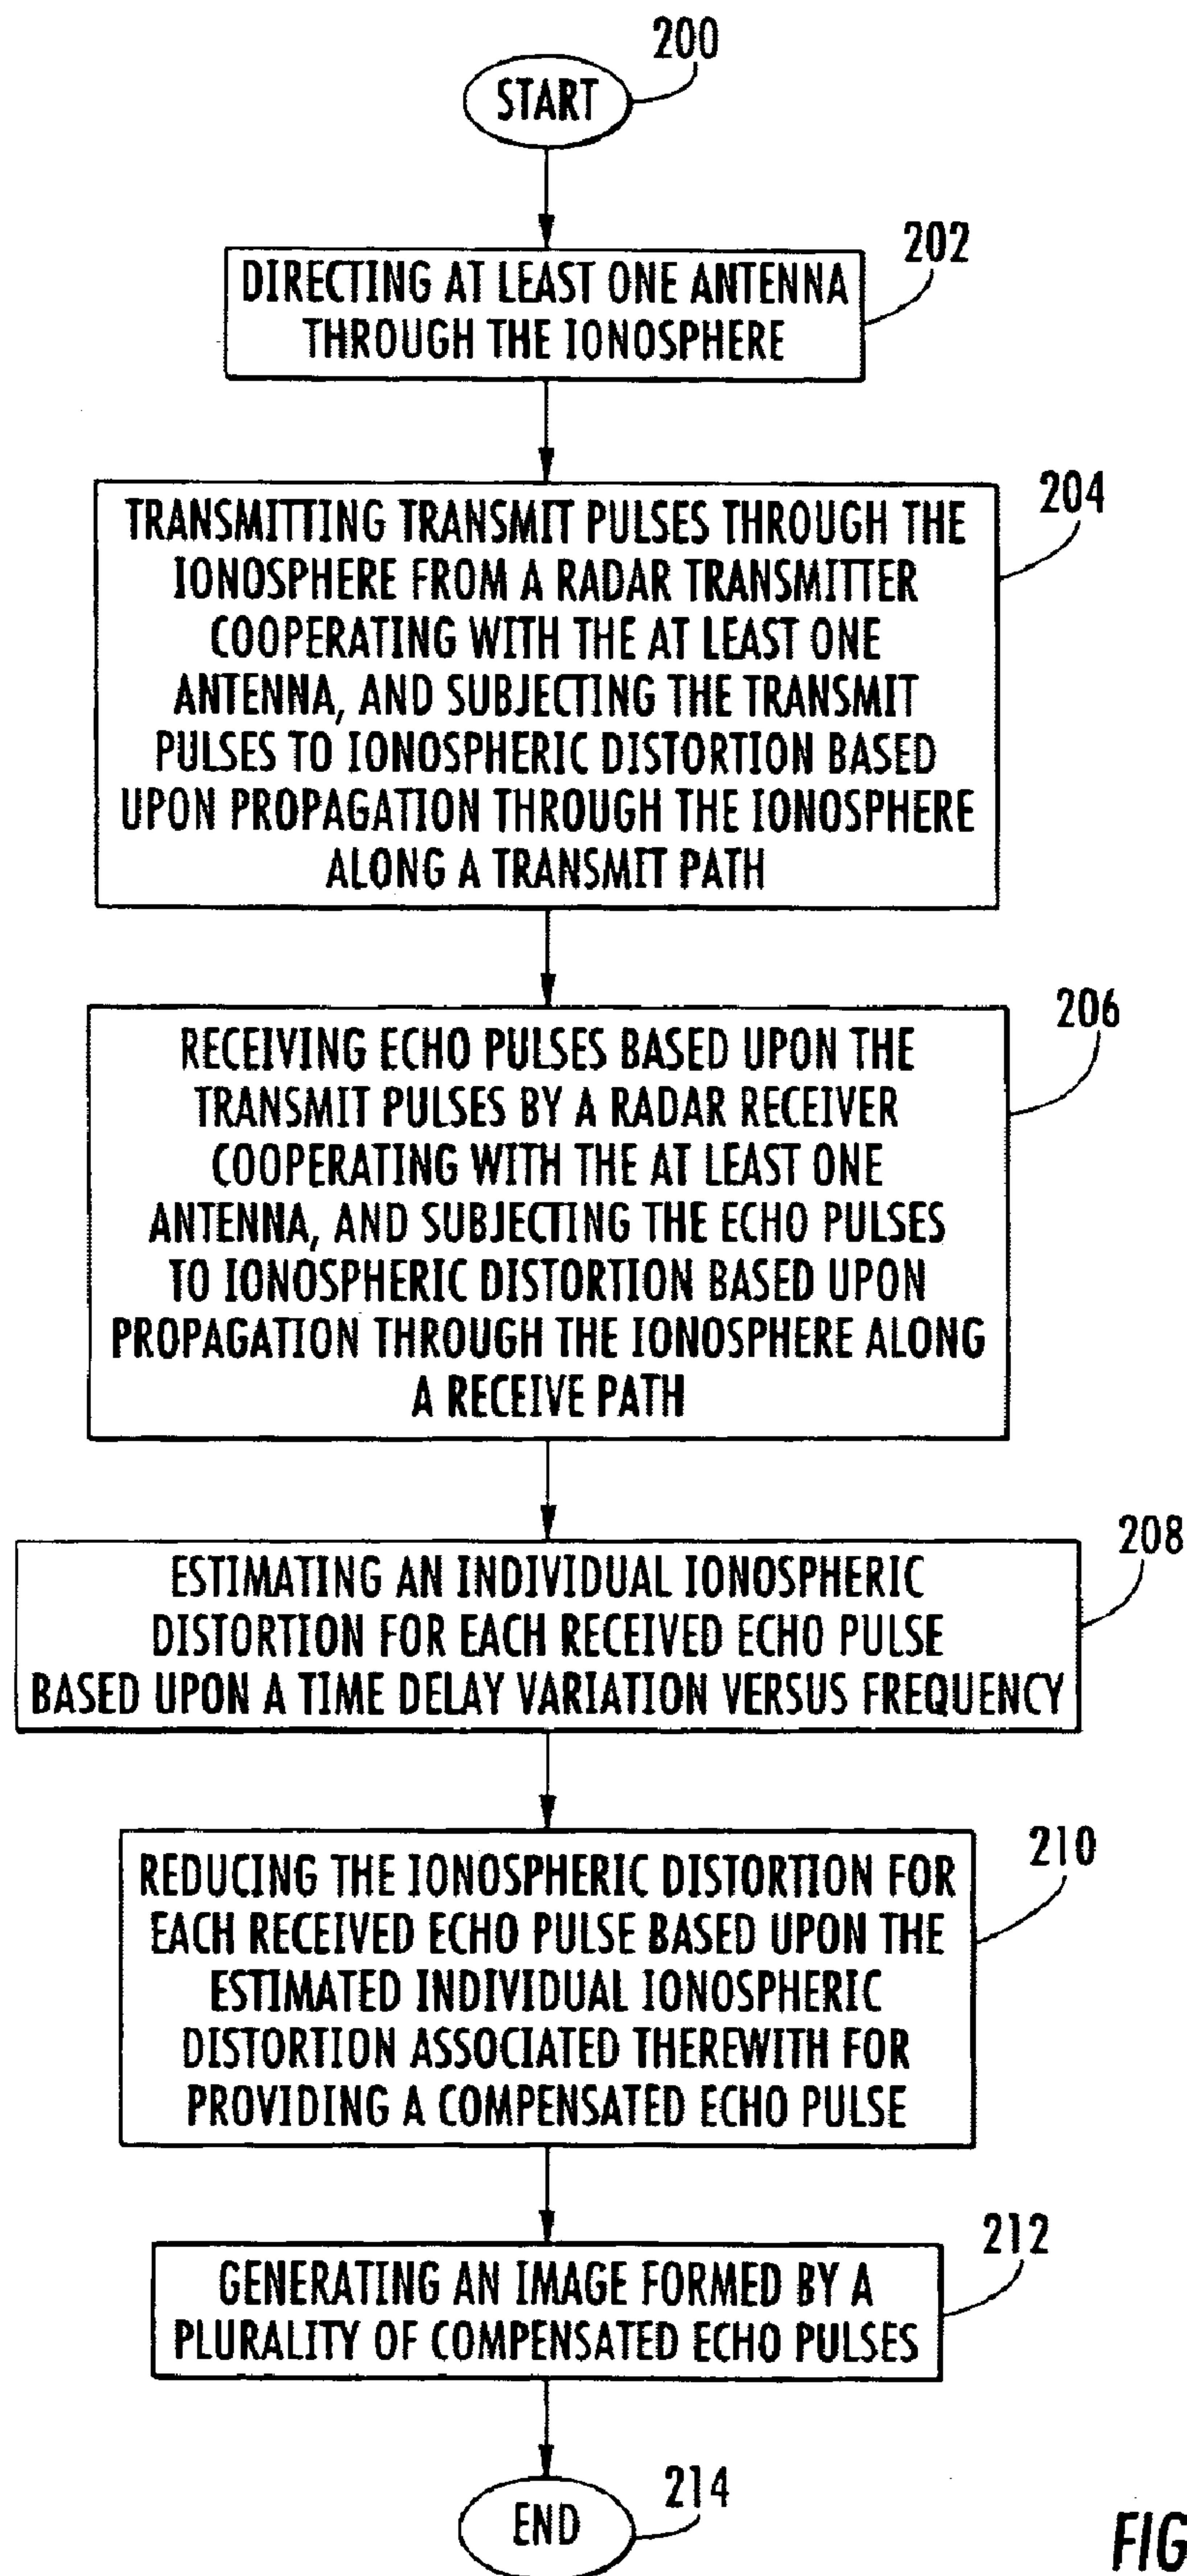 200
START
202
DIRECTING AT LEAST ONE ANTENNA
THROUGH THE IONOSPHERE
204
TRANSMITTING TRANSMIT PULSES THROUGH THE
IONOSPHERE FROM A RADAR TRANSMITTER
COOPERATING WITH THE AT LEAST ONE
ANTENNA, AND SUBJECTING THE TRANSMIT
PULSES TO IONOSPHERIC DISTORTION BASED
UPON PROPAGATION THROUGH THE IONOSPHERE
ALONG A TRANSMIT PATH
206
RECEIVING ECHO PULSES BASED UPON THE
TRANSMIT PULSES BY A RADAR RECEIVER
COOPERATING WITH THE AT LEAST ONE
ANTENNA, AND SUBJECTING THE ECHO PULSES
TO IONOSPHERIC DISTORTION BASED UPON
PROPAGATION THROUGH THE IONOSPHERE ALONG
A RECEIVE PATH
208
ESTIMATING AN INDIVIDUAL IONOSPHERIC
DISTORTION FOR EACH RECEIVED ECHO PULSE
BASED UPON A TIME DELAY VARIATION VERSUS FREQUENCY
210
REDUCING THE IONOSPHERIC DISTORTION FOR
EACH RECEIVED ECHO PULSE BASED UPON THE
ESTIMATED INDIVIDUAL IONOSPHERIC
DISTORTION ASSOCIATED THEREWITH FOR
PROVIDING A COMPENSATED ECHO PULSE
212
GENERATING AN IMAGE FORMED BY A
PLURALITY OF COMPENSATED ECHO PULSES
214
END
FIG